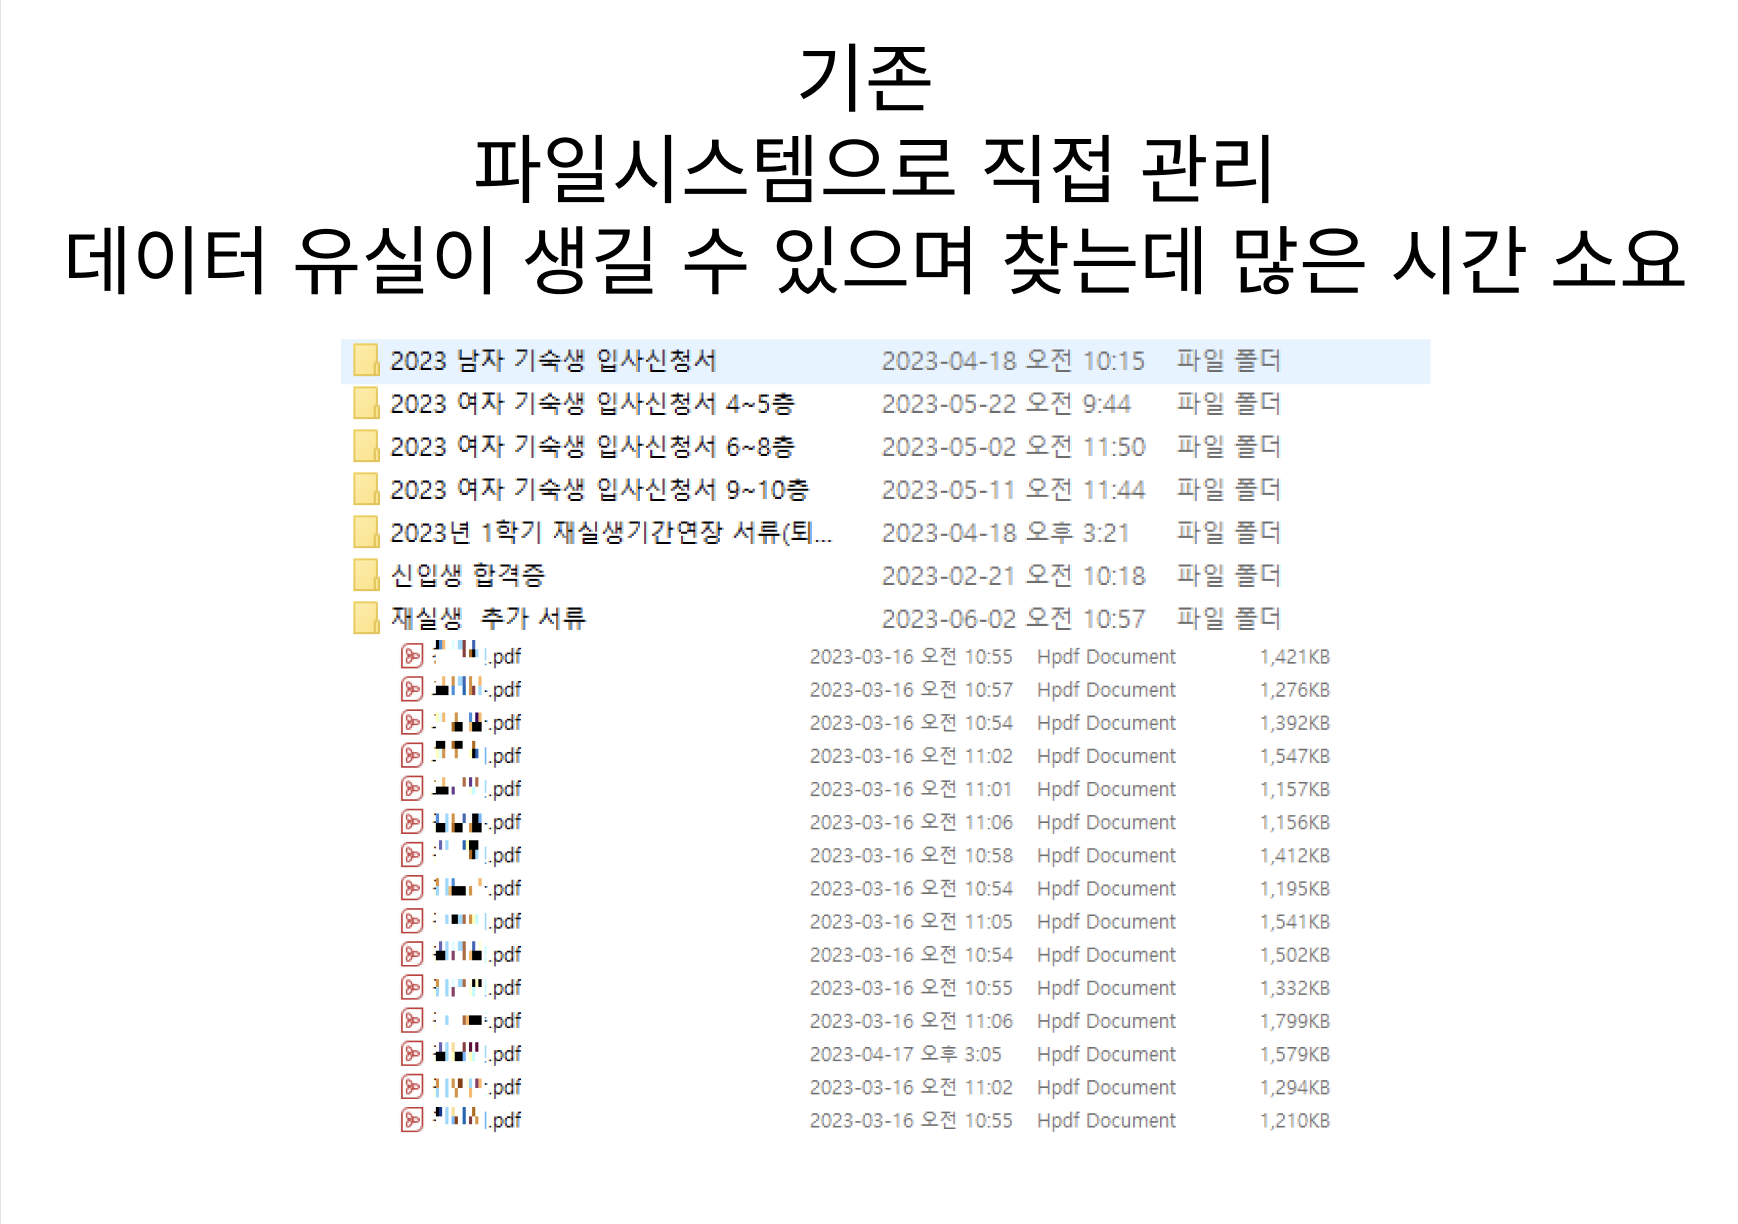 기존
파일시스템으로 직접 관리
데이터 유실이 생길 수 있으며 찾는데 많은 시간 소요
2023 남자 기숙생 입사신청서 2023-04-18 오전 10:15 파일 폴더
2023 여자 기숙생 입사신청서 4~5층 2023-05-22 오전 9:44 파일 폴더
2023 여자 기숙생 입사신청서 6~8층 2023-05-02 오전 11:50 파일 폴더
2023 여자 기숙생 입사신청서 9~10층 2023-05-11 오전 11:44 파일 폴더
2023년 1학기 재실생기간연장 서류(퇴... 2023-04-18 오후 3:21 파일 폴더
신입생 합격증 2023-02-21 오전 10:18 파일 폴더
재실생 추가 서류 2023-06-02 오전 10:57 파일 폴더
.pdf 2023-03-16 오전 10:55 Hpdf Document 1,421KB
.pdf 2023-03-16 오전 10:57 Hpdf Document 1,276KB
.pdf 2023-03-16 오전 10:54 Hpdf Document 1,392KB
.pdf 2023-03-16 오전 11:02 Hpdf Document 1,547KB
.pdf 2023-03-16 오전 11:01 Hpdf Document 1,157KB
.pdf 2023-03-16 오전 11:06 Hpdf Document 1,156KB
.pdf 2023-03-16 오전 10:58 Hpdf Document 1,412KB
.pdf 2023-03-16 오전 10:54 Hpdf Document 1,195KB
.pdf 2023-03-16 오전 11:05 Hpdf Document 1,541KB
.pdf 2023-03-16 오전 10:54 Hpdf Document 1,502KB
.pdf 2023-03-16 오전 10:55 Hpdf Document 1,332KB
.pdf 2023-03-16 오전 11:06 Hpdf Document 1,799KB
.pdf 2023-04-17 오후 3:05 Hpdf Document 1,579KB
.pdf 2023-03-16 오전 11:02 Hpdf Document 1,294KB
.pdf 2023-03-16 오전 10:55 Hpdf Document 1,210KB